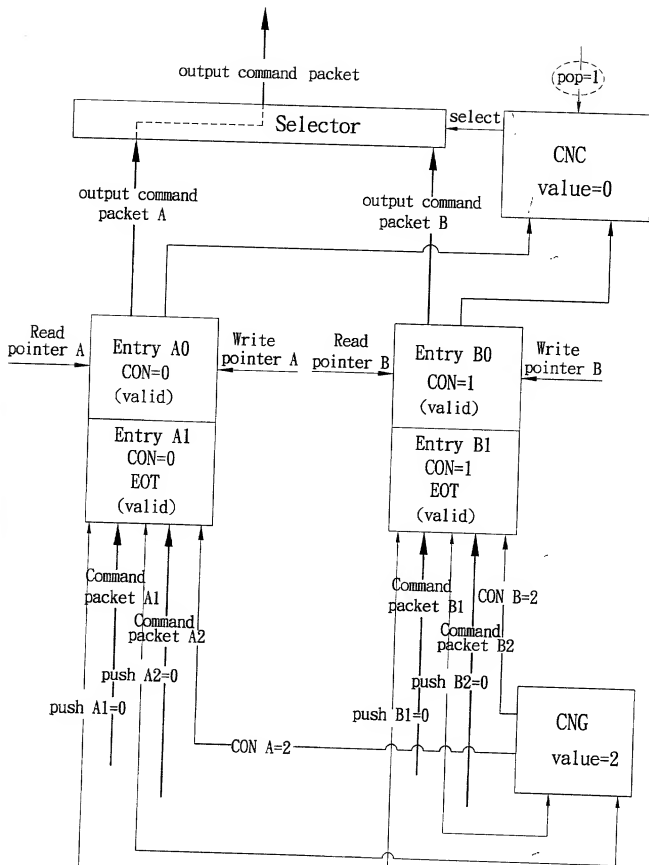 output command packet
pop=1
Selector
select
CNC
value=0
output command
packet A
output command
packet B
Read
pointer A
Entry A0
CON=0
(valid)
Write
pointer A
Read
pointer B
Entry B0
CON=1
(valid)
Write
pointer B
Entry A1
CON=0
EOT
(valid)
Entry B1
CON=1
EOT
(valid)
Command
packet A1
Command
packet A2
push A2=0
push A1=0
Command
packet B1
CON B=2
Command
packet B2
push B2=0
push B1=0
CON A=2
CNG
value=2